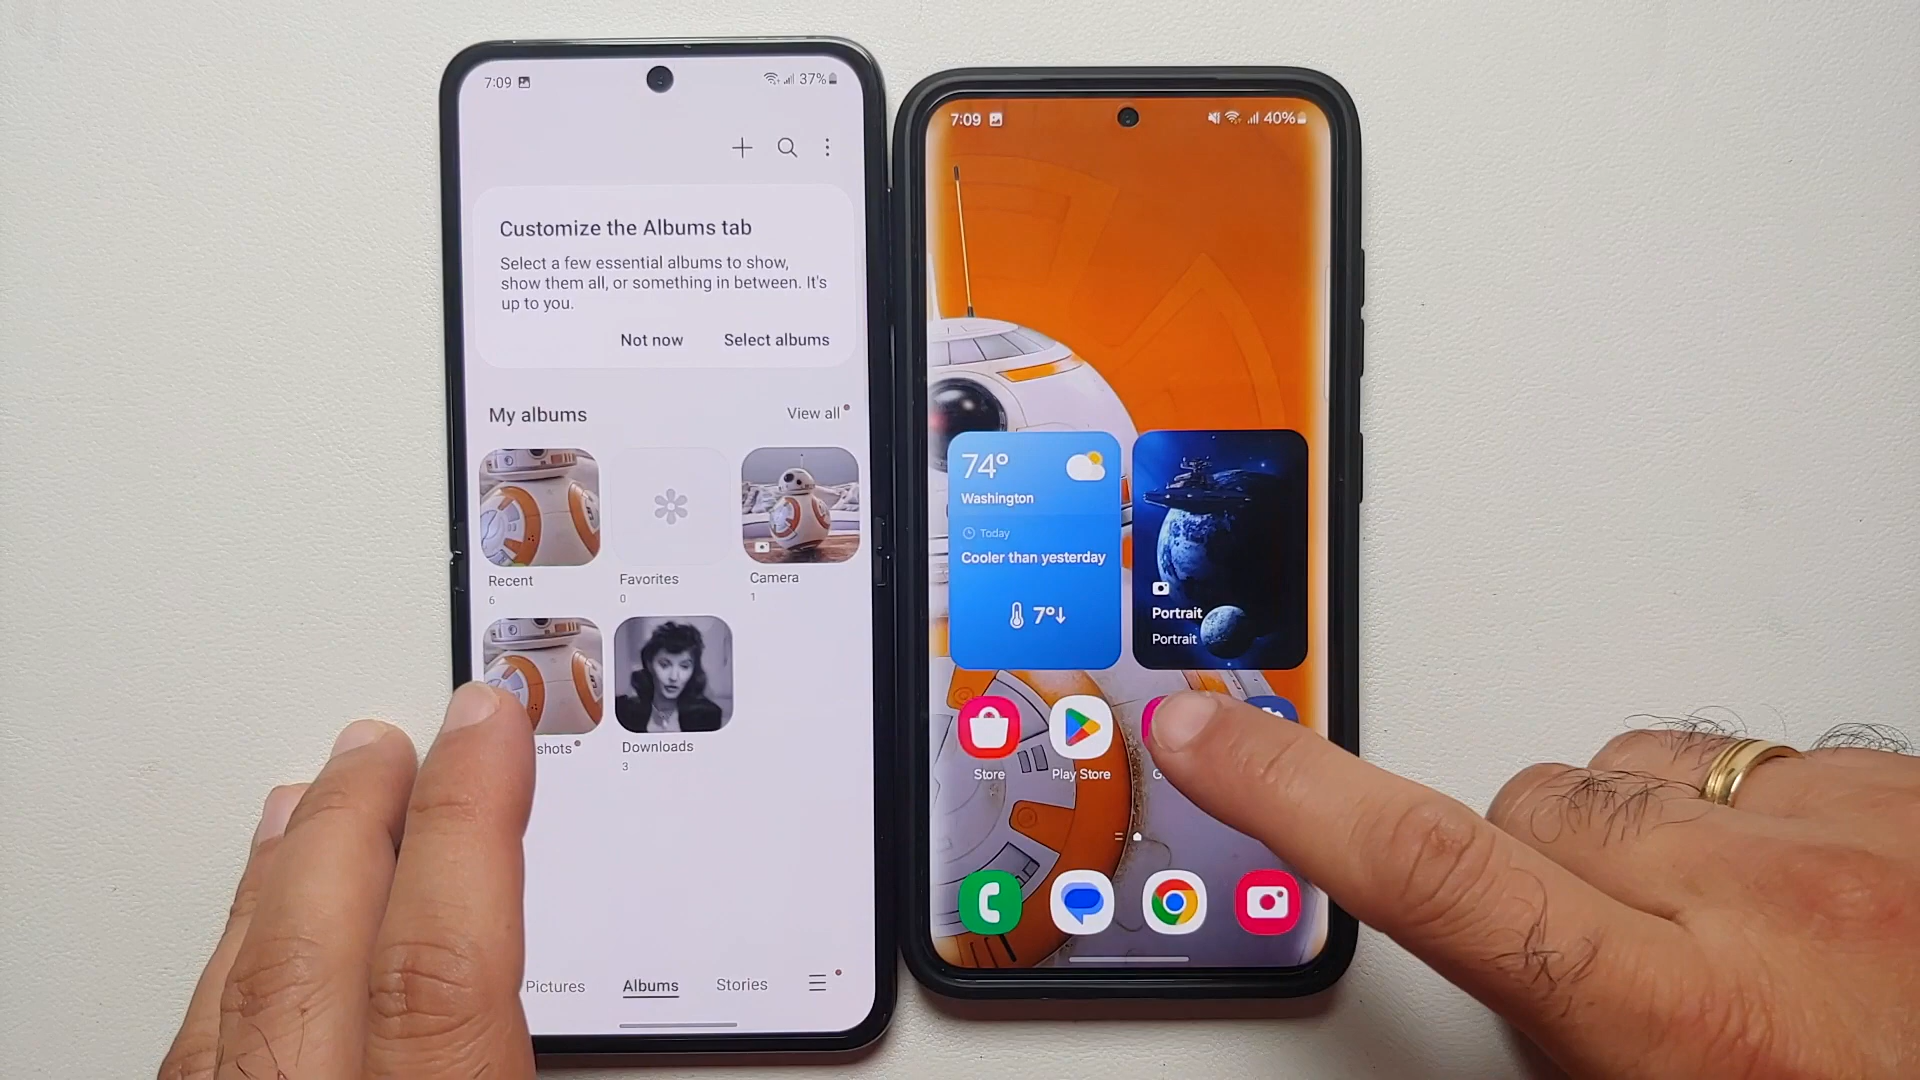 7:09
37%
Customize the Albums tab
Select a few essential albums to show,
show them all, or something in between. It's
up to you.
Not now
Select albums
My albums
View all
Recent
6
Favorites
0
Camera
1
shots
Downloads
3
Pictures
Albums
Stories
7:09
40%
74°
Washington
Today
Cooler than yesterday
7°↓
Portrait
Portrait
Store
Play Store
G